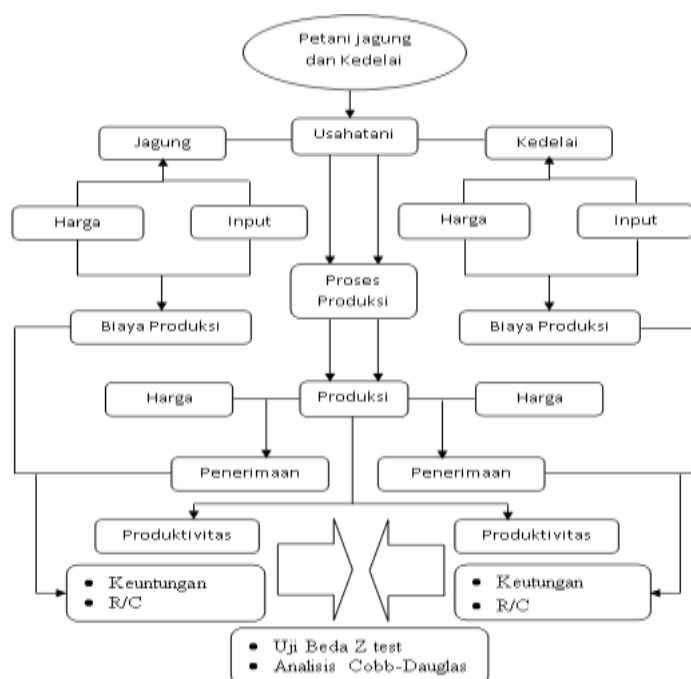 Petani jagung
dan Kedelai
Jagung
Usahatani
Kedelai
Harga
Input
Harga
Input
Proses
Produksi
Biaya Produksi
Biaya Produksi
Harga
Produksi
Harga
Penerimaan
Penerimaan
Produktivitas
Produktivitas
• Keuntungan
• R/C
• Keutungan
• R/C
• Uji Beda Z test
• Analisis Cobb-Dauglas